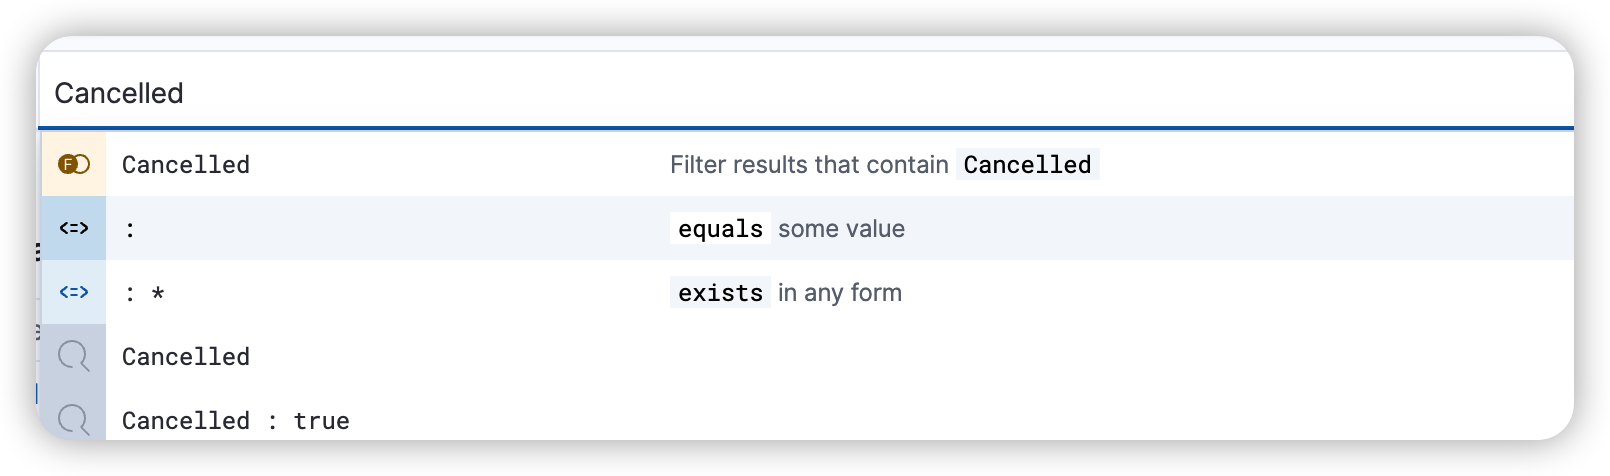 Cancelled
F Cancelled Filter results that contain Cancelled
<=> : equals some value
<=> : * exists in any form
Cancelled
Cancelled : true